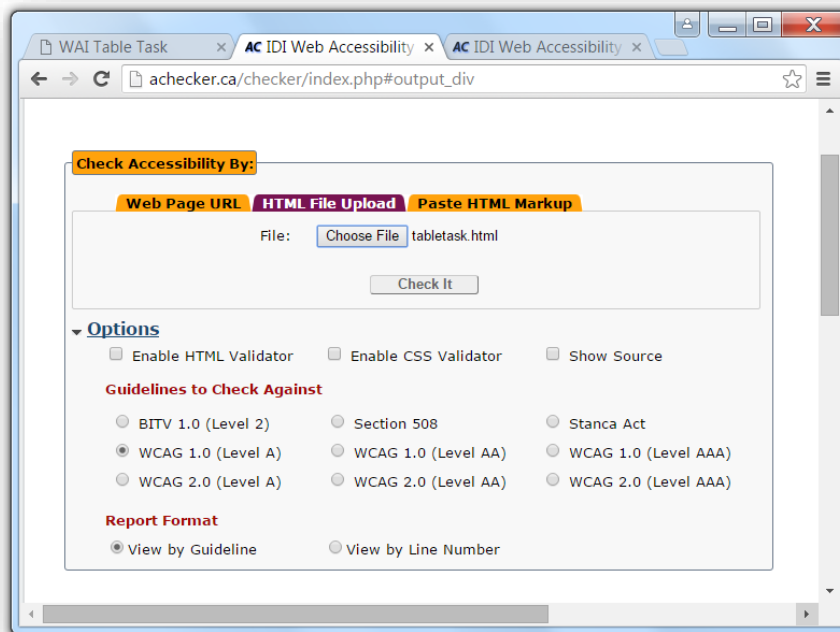 WAI Table Task AC IDI Web Accessibility AC IDI Web Accessibility
achecker.ca/checker/index.php#output_div
Check Accessibility By:
Web Page URL HTML File Upload Paste HTML Markup
File: Choose File tabletask.html
Check It
Options
Enable HTML Validator Enable CSS Validator Show Source
Guidelines to Check Against
BITV 1.0 (Level 2) Section 508 Stanca Act
WCAG 1.0 (Level A) WCAG 1.0 (Level AA) WCAG 1.0 (Level AAA)
WCAG 2.0 (Level A) WCAG 2.0 (Level AA) WCAG 2.0 (Level AAA)
Report Format
View by Guideline View by Line Number